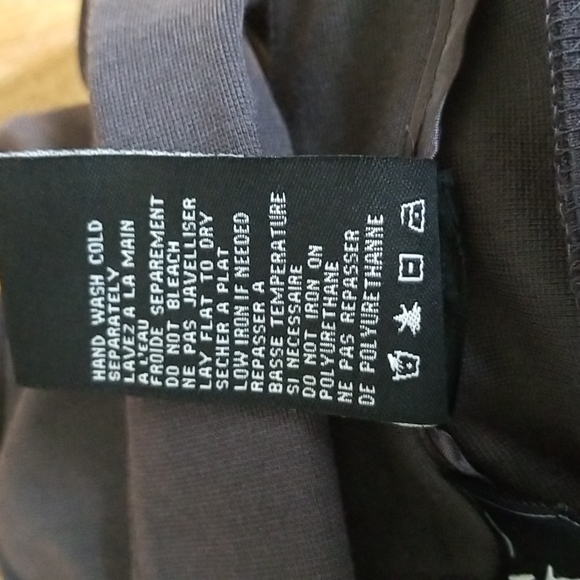 HAND WASH COLD
SEPARATELY
LAVEZ A LA MAIN
A L'EAU
FROIDE SEPAREMENT
DO NOT BLEACH
NE PAS JAVELLISER
LAY FLAT TO DRY
SECHER A PLAT
LOW IRON IF NEEDED
REPASSER A
BASSE TEMPERATURE
SI NECESSAIRE
DO NOT IRON ON
POLYURETHANE
NE PAS REPASSER
DE POLYURETHANNE